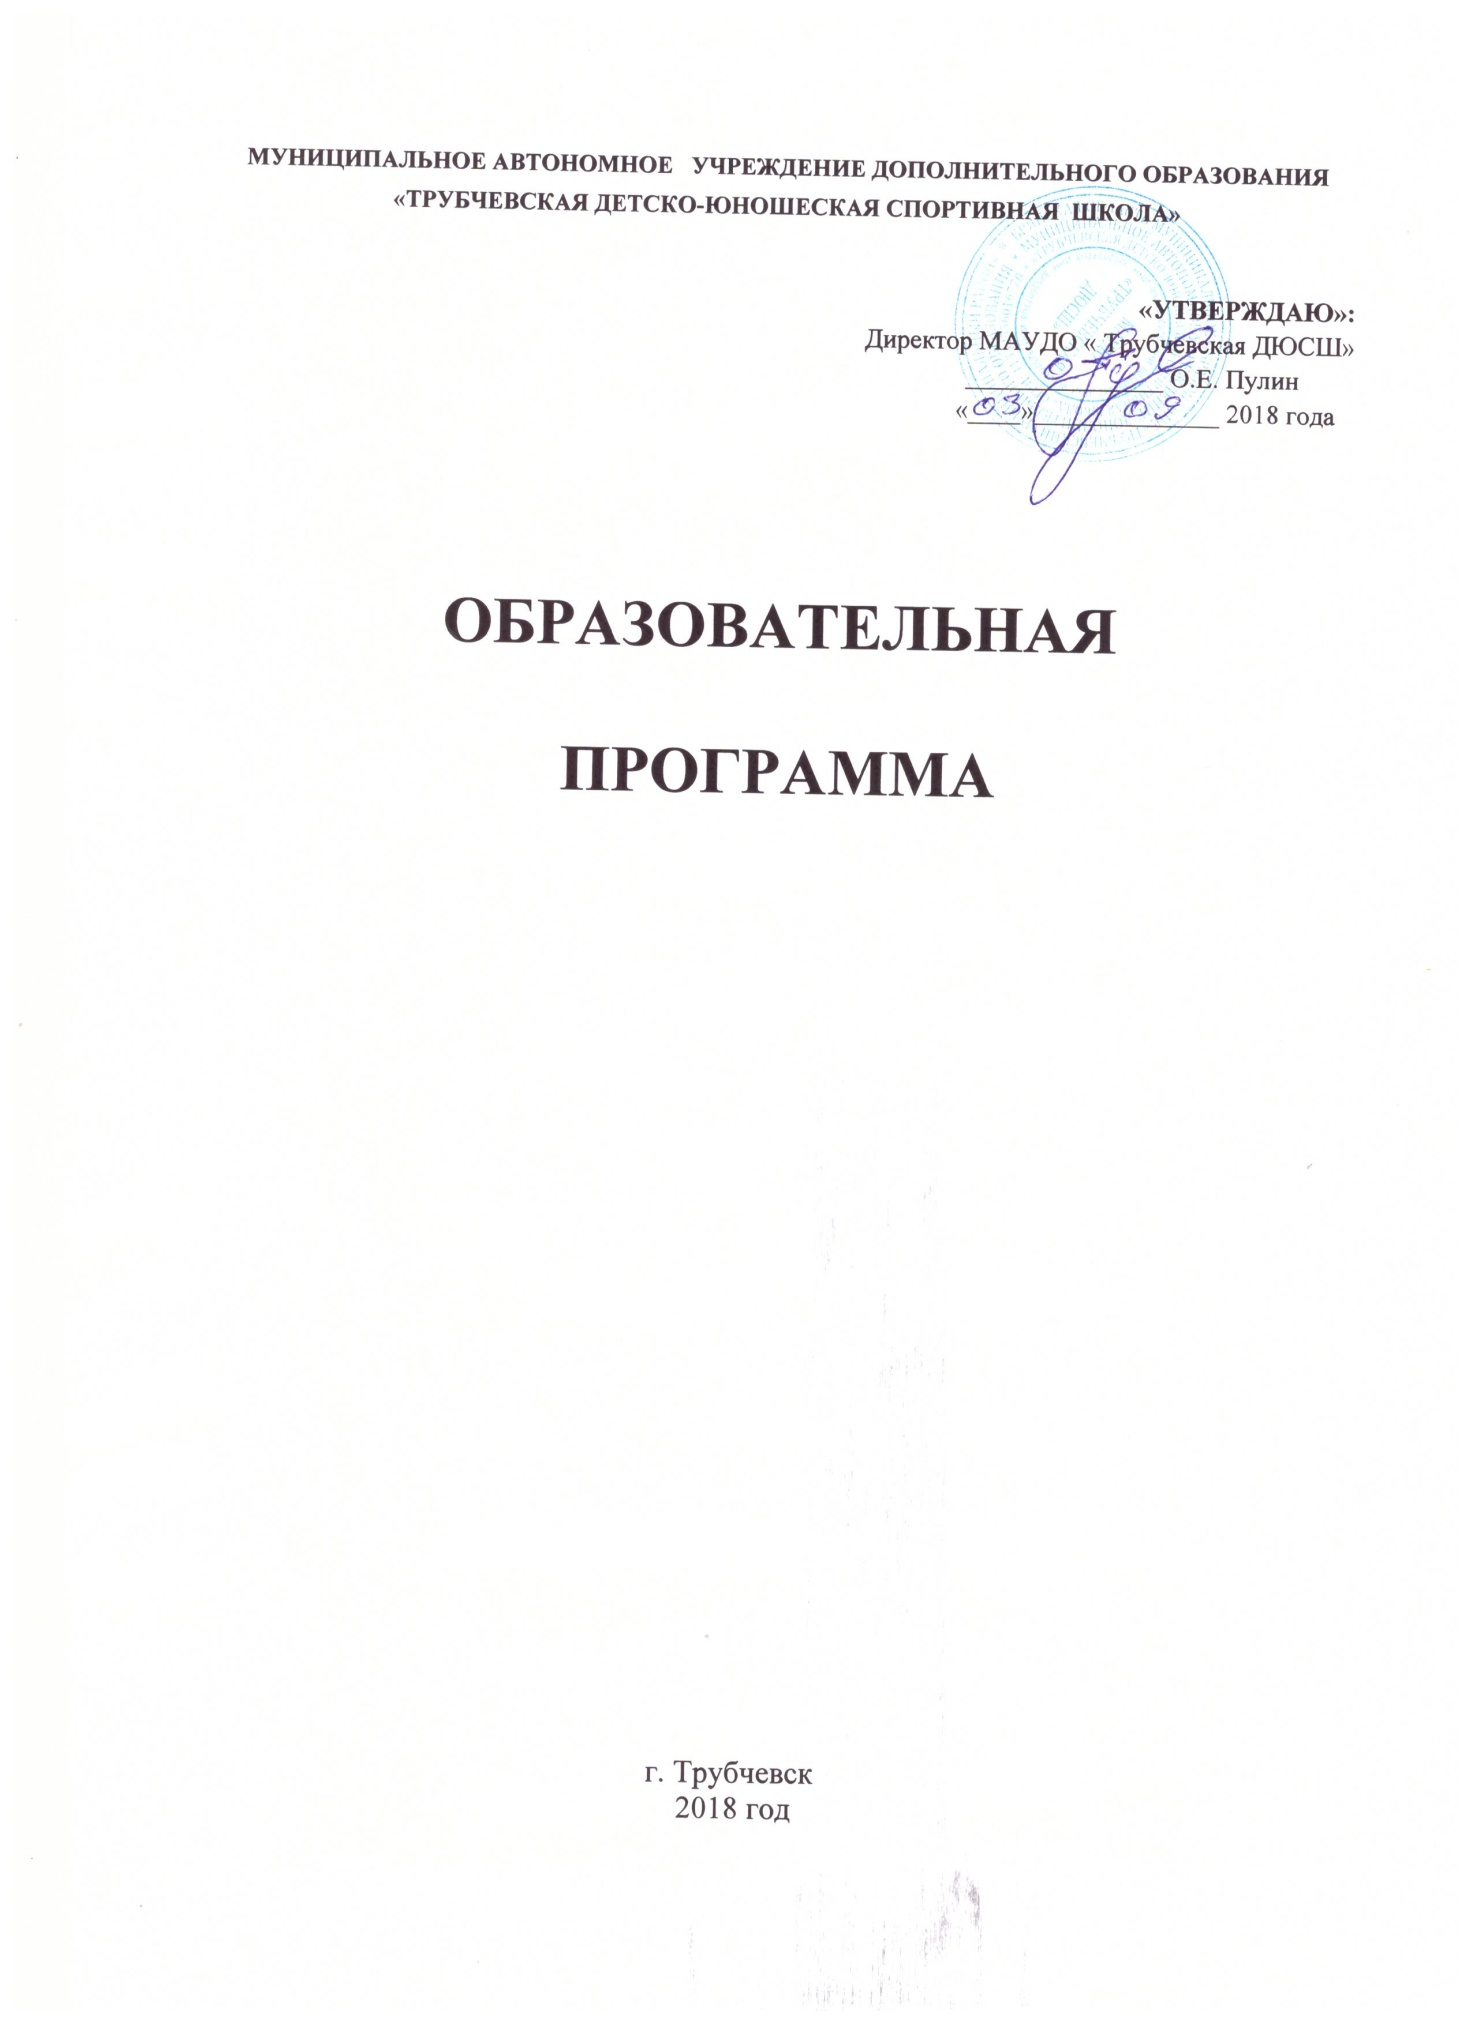 МУНИЦИПАЛЬНОЕ АВТОНОМНОЕ УЧРЕЖДЕНИЕ ДОПОЛНИТЕЛЬНОГО ОБРАЗОВАНИЯ
«ТРУБЧЕВСКАЯ ДЕТСКО-ЮНОШЕСКАЯ СПОРТИВНАЯ ШКОЛА»
«УТВЕРЖДАЮ»:
Директор МАУДО « Трубчевская ДЮСШ»
О.Е. Пулин
«03» 09 2018 года
ОБРАЗОВАТЕЛЬНАЯ
ПРОГРАММА
г. Трубчевск
2018 год